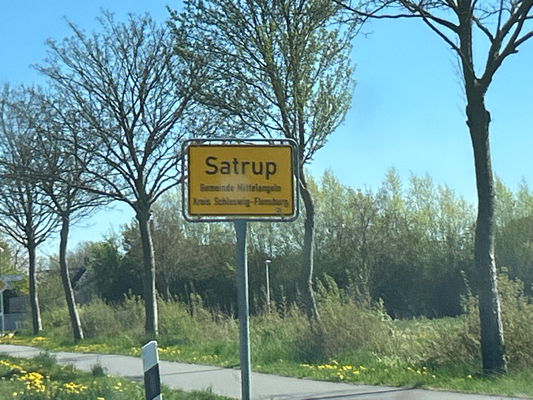 Satrup
Gemeinde Mittelangeln
Kreis Schleswig-Flensburg